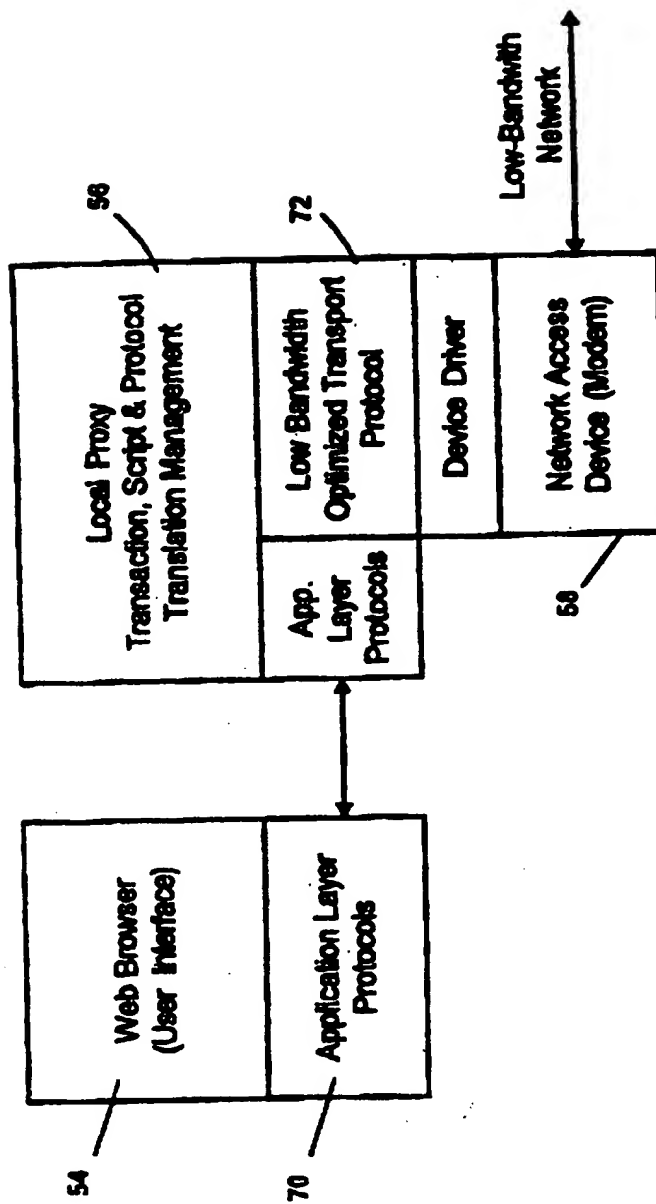 54
Web Browser
(User Interface)
70
Application Layer
Protocols
56
Local Proxy
Transaction, Script & Protocol
Translation Management
App.
Layer
Protocols
72
Low Bandwidth
Optimized Transport
Protocol
Device Driver
58
Network Access
Device (Modem)
Low-Bandwith
Network